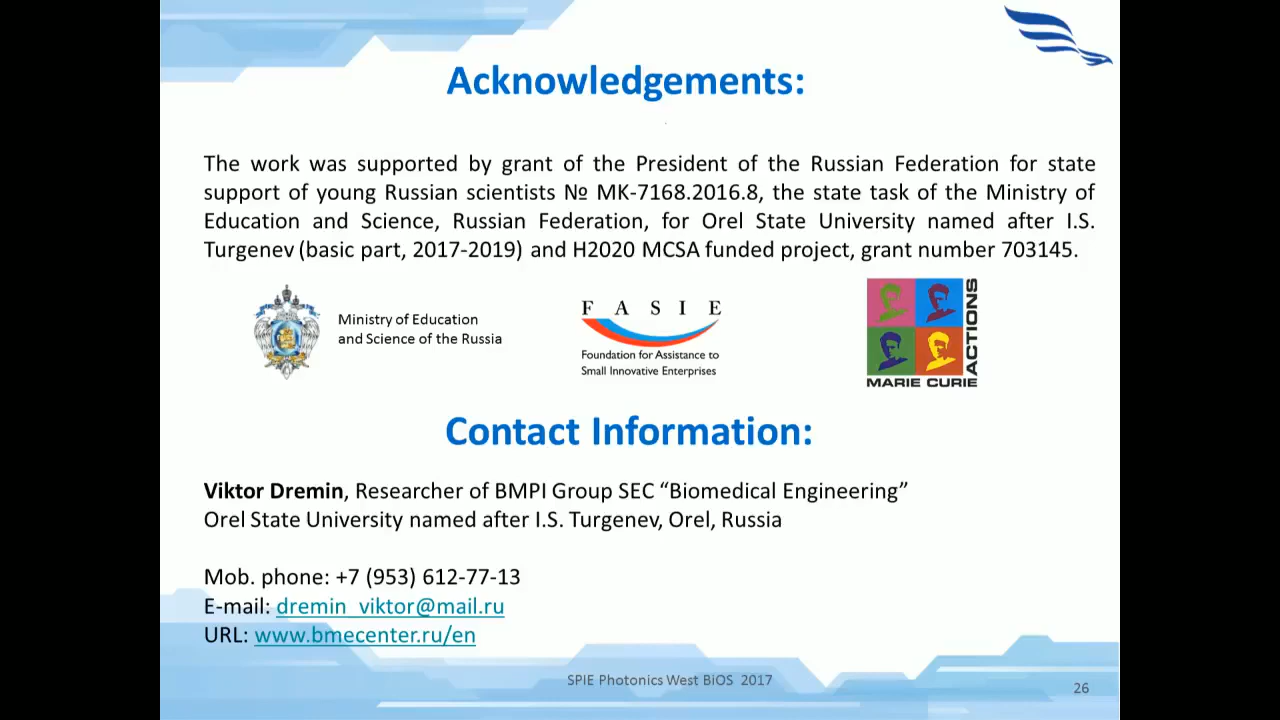 Acknowledgements:
The work was supported by grant of the President of the Russian Federation for state
support of young Russian scientists № MK-7168.2016.8, the state task of the Ministry of
Education and Science, Russian Federation, for Orel State University named after I.S.
Turgenev (basic part, 2017-2019) and H2020 MCSA funded project, grant number 703145.
Ministry of Education
and Science of the Russia
F A S I E
Foundation for Assistance to
Small Innovative Enterprises
MARIE CURIE
ACTIONS
Contact Information:
Viktor Dremin, Researcher of BMPI Group SEC “Biomedical Engineering”
Orel State University named after I.S. Turgenev, Orel, Russia
Mob. phone: +7 (953) 612-77-13
E-mail: dremin_viktor@mail.ru
URL: www.bmecenter.ru/en
SPIE Photonics West BiOS 2017
26